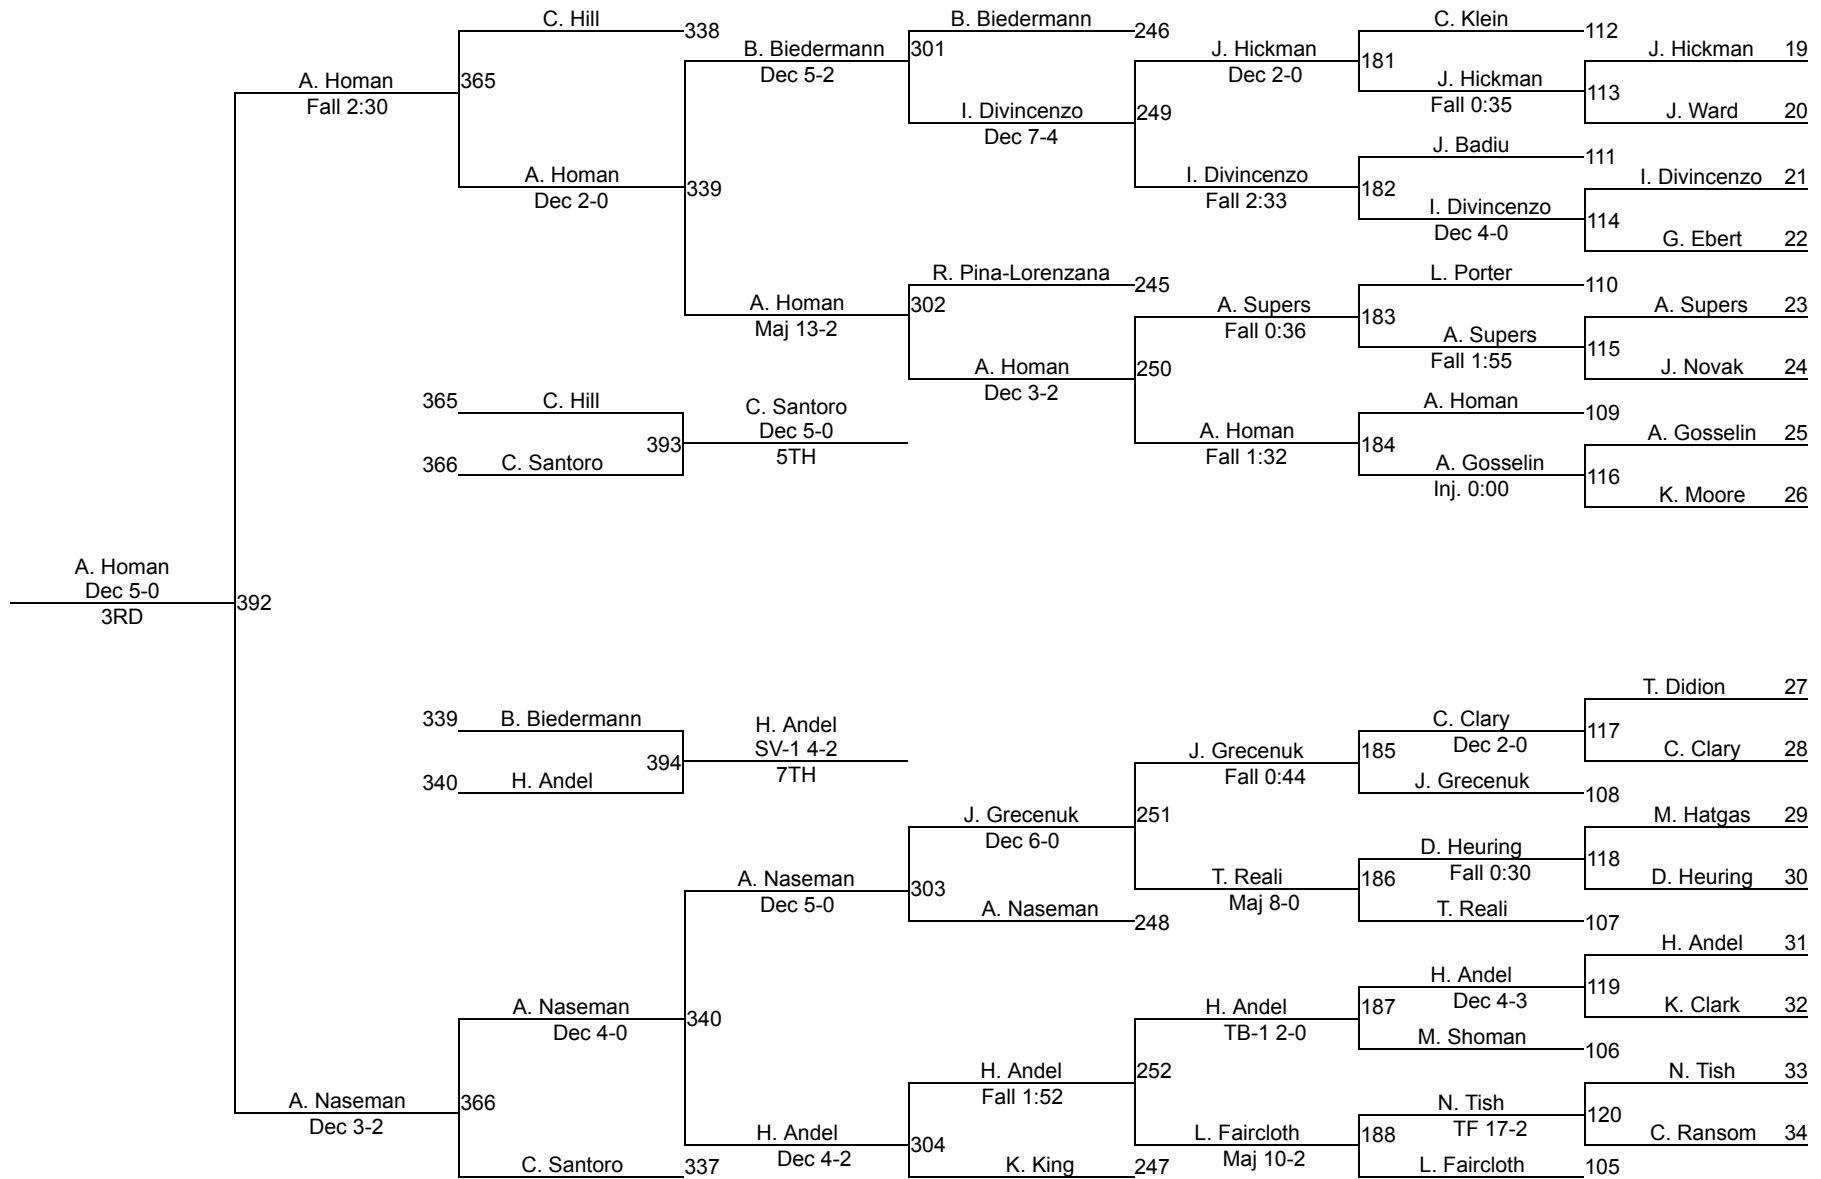 C. Hill
338
B. Biedermann
246
C. Klein
112
B. Biedermann
Dec 5-2
301
J. Hickman
Dec 2-0
181
J. Hickman 19
A. Homan
Fall 2:30
365
J. Hickman
Fall 0:35
113
I. Divincenzo
Dec 7-4
249
J. Ward 20
J. Badiu
111
A. Homan
Dec 2-0
339
I. Divincenzo
Fall 2:33
182
I. Divincenzo 21
I. Divincenzo
Dec 4-0
114
G. Ebert 22
R. Pina-Lorenzana
245
L. Porter
110
A. Homan
Maj 13-2
302
A. Supers
Fall 0:36
183
A. Supers 23
A. Supers
Fall 1:55
115
A. Homan
Dec 3-2
250
J. Novak 24
365 C. Hill
C. Santoro
Dec 5-0
5TH
393
366 C. Santoro
A. Homan
109
A. Homan
Fall 1:32
184
A. Gosselin 25
A. Gosselin
Inj. 0:00
116
K. Moore 26
A. Homan
Dec 5-0
3RD
392
T. Didion 27
339 B. Biedermann
H. Andel
SV-1 4-2
7TH
394
340 H. Andel
C. Clary
Dec 2-0
117
J. Grecenuk
Fall 0:44
185
C. Clary 28
J. Grecenuk
108
J. Grecenuk
Dec 6-0
251
M. Hatgas 29
D. Heuring
Fall 0:30
118
A. Naseman
Dec 5-0
303
T. Reali
Maj 8-0
186
D. Heuring 30
A. Naseman
248
T. Reali
107
H. Andel 31
H. Andel
Dec 4-3
119
A. Naseman
Dec 4-0
340
H. Andel
TB-1 2-0
187
K. Clark 32
M. Shoman
106
H. Andel
Fall 1:52
252
N. Tish 33
A. Naseman
Dec 3-2
366
N. Tish
TF 17-2
120
H. Andel
Dec 4-2
304
L. Faircloth
Maj 10-2
188
C. Ransom 34
C. Santoro
337
K. King
247
L. Faircloth
105